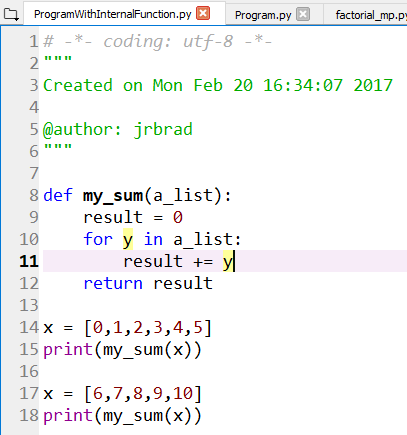 ProgramWithInternalFunction.py Program.py factorial_mp.py
1 # -*- coding: utf-8 -*-
2 """
3 Created on Mon Feb 20 16:34:07 2017
4
5 @author: jrbrad
6 """
7
8 def my_sum(a_list):
9     result = 0
10     for y in a_list:
11         result += y
12     return result
13
14 x = [0,1,2,3,4,5]
15 print(my_sum(x))
16
17 x = [6,7,8,9,10]
18 print(my_sum(x))